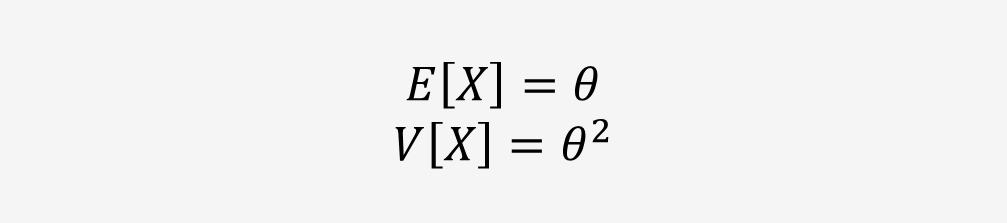 E[X] = θ
V[X] = θ²